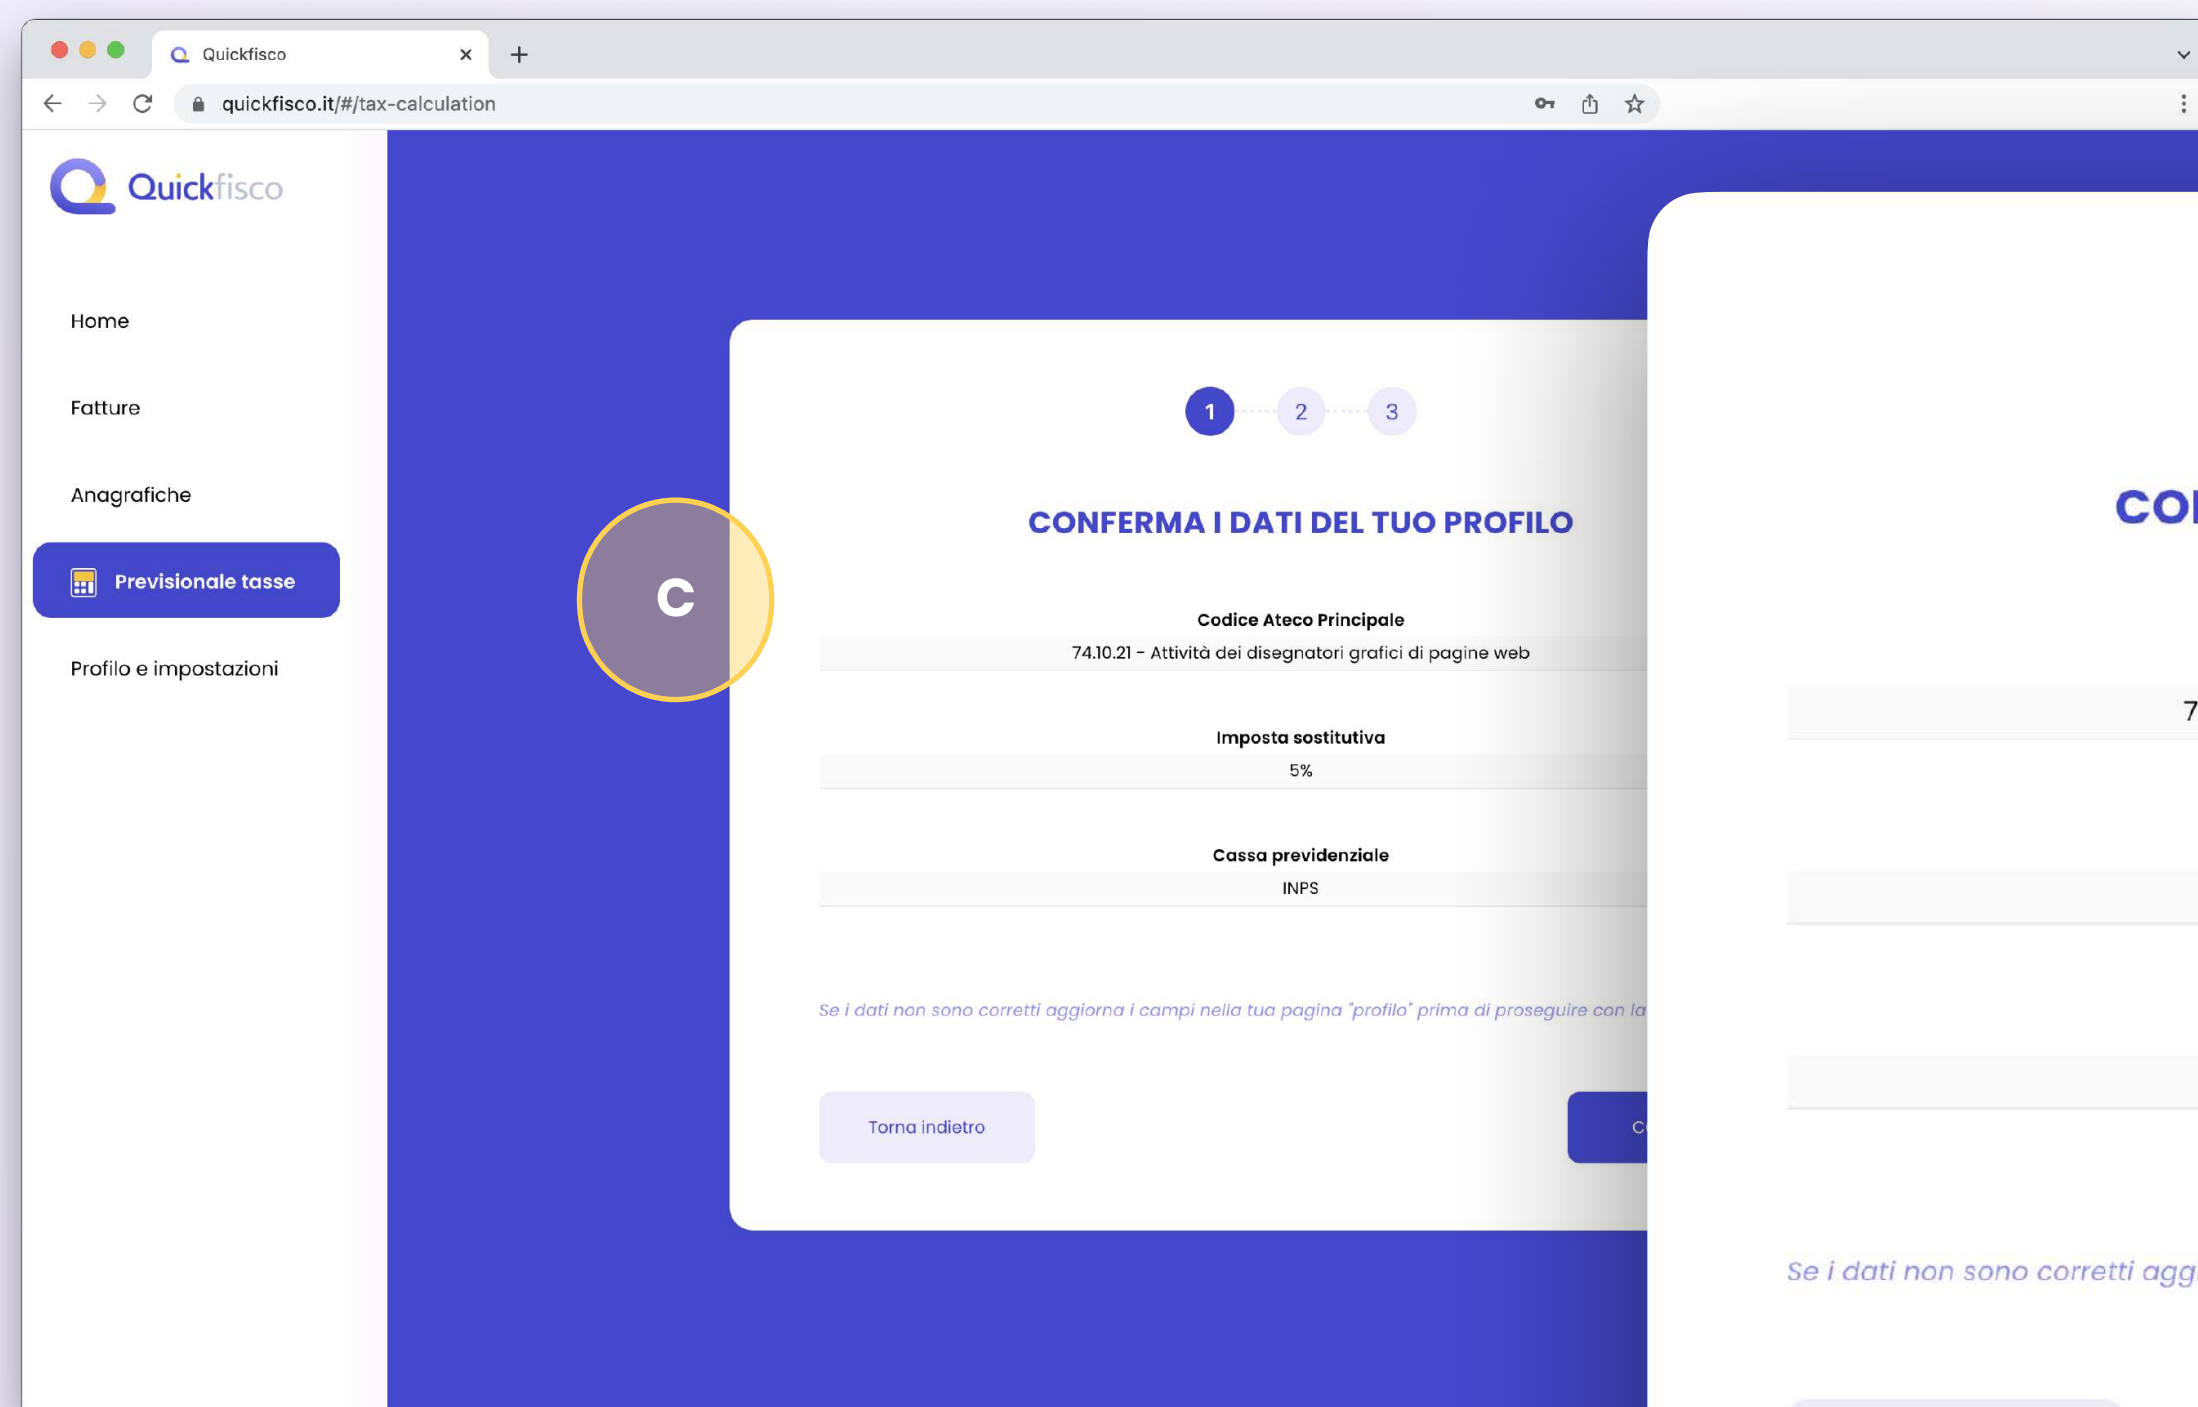 Quickfisco
quickfisco.it/#/tax-calculation
Quickfisco
Home
Fatture
Anagrafiche
Previsionale tasse
Profilo e impostazioni
C
1 2 3
CONFERMA I DATI DEL TUO PROFILO
Codice Ateco Principale
74.10.21 - Attività dei disegnatori grafici di pagine web
Imposta sostitutiva
5%
Cassa previdenziale
INPS
Se i dati non sono corretti aggiorna i campi nella tua pagina "profilo" prima di proseguire con la
Torna indietro
7
Se i dati non sono corretti